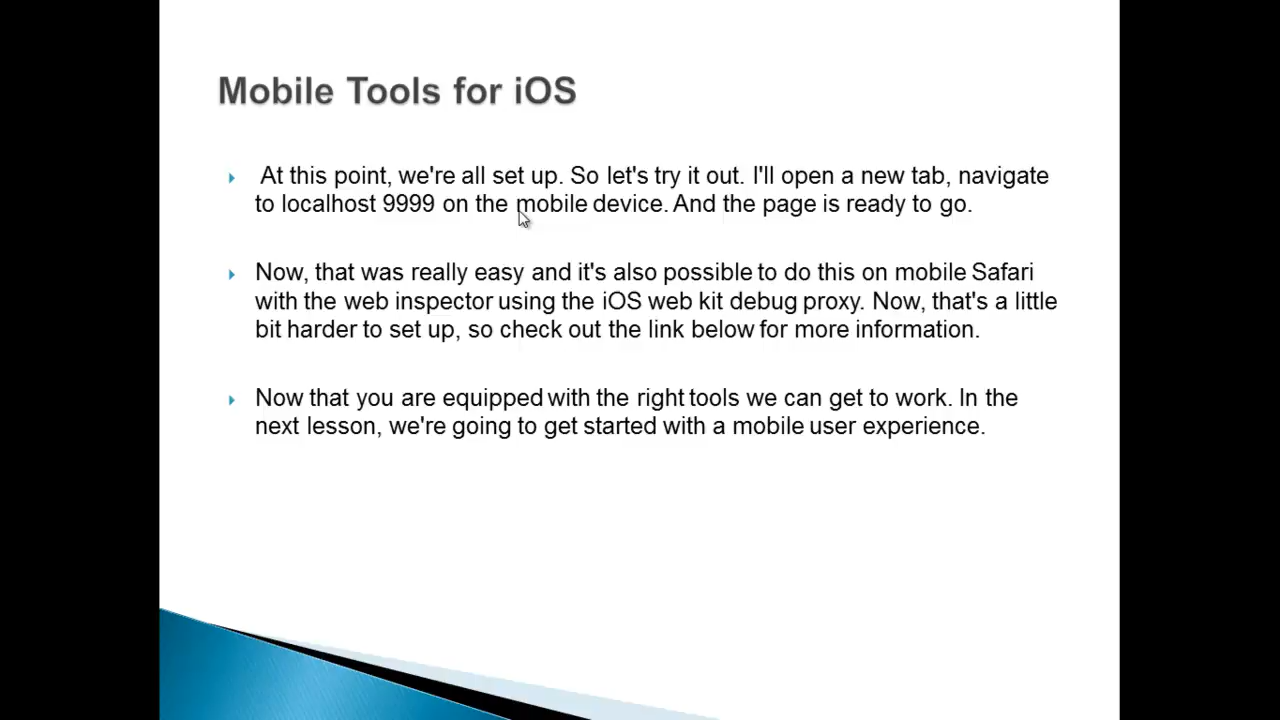 Mobile Tools for iOS
At this point, we're all set up. So let's try it out. I'll open a new tab, navigate
to localhost 9999 on the mobile device. And the page is ready to go.
Now, that was really easy and it's also possible to do this on mobile Safari
with the web inspector using the iOS web kit debug proxy. Now, that's a little
bit harder to set up, so check out the link below for more information.
Now that you are equipped with the right tools we can get to work. In the
next lesson, we're going to get started with a mobile user experience.